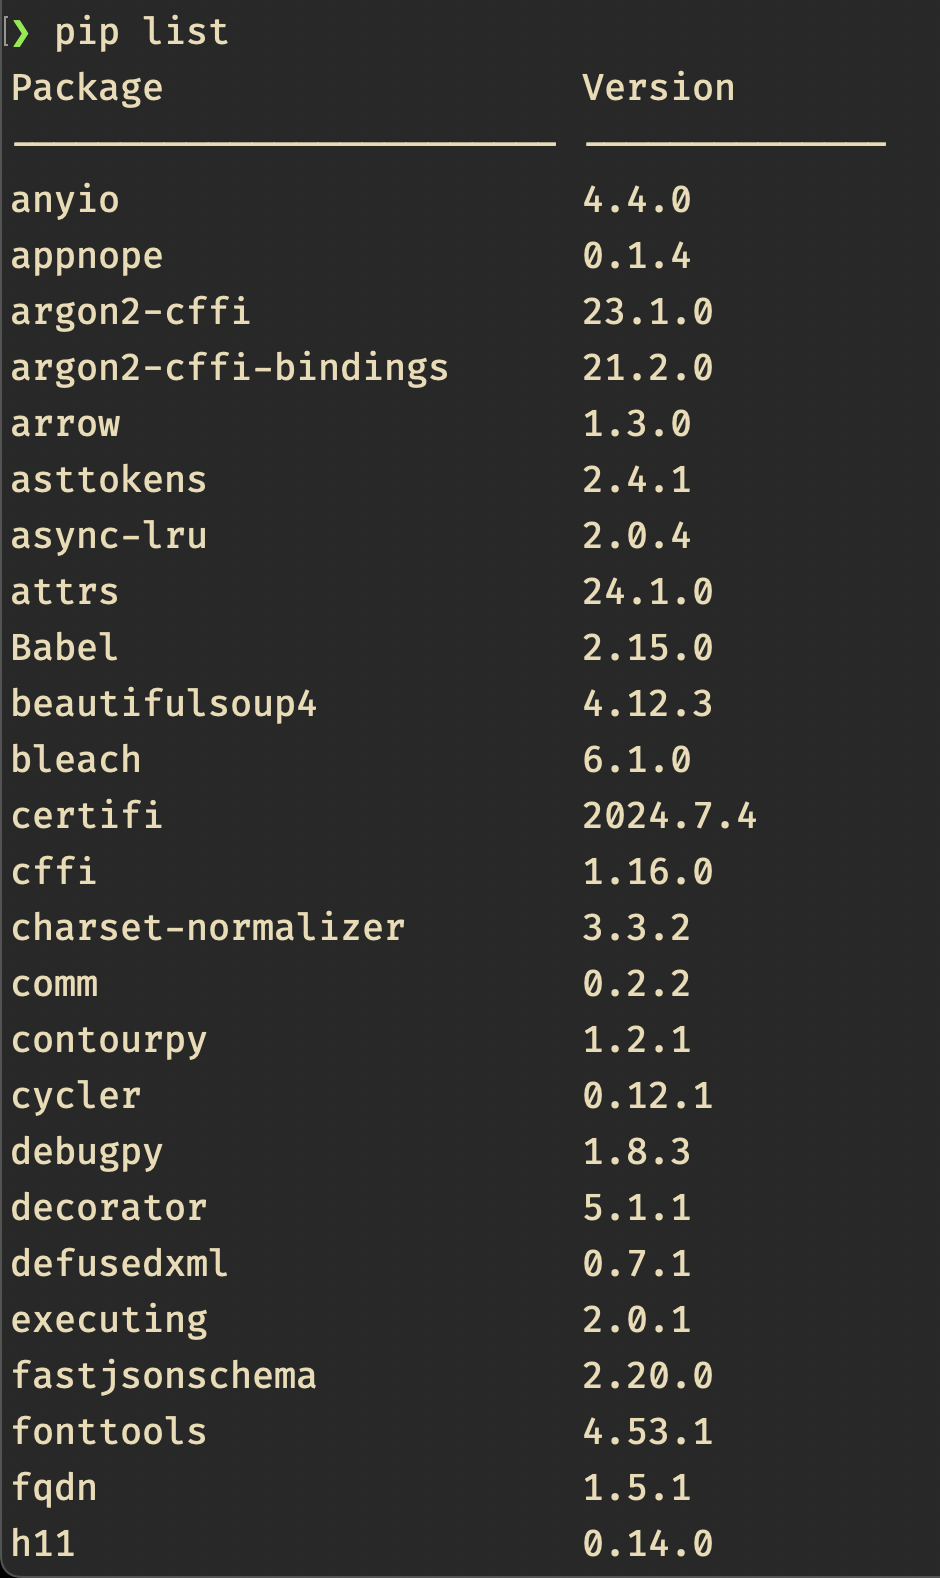 ❯ pip list
Package Version
-------------------------- ---------------
anyio 4.4.0
appnope 0.1.4
argon2-cffi 23.1.0
argon2-cffi-bindings 21.2.0
arrow 1.3.0
asttokens 2.4.1
async-lru 2.0.4
attrs 24.1.0
Babel 2.15.0
beautifulsoup4 4.12.3
bleach 6.1.0
certifi 2024.7.4
cffi 1.16.0
charset-normalizer 3.3.2
comm 0.2.2
contourpy 1.2.1
cycler 0.12.1
debugpy 1.8.3
decorator 5.1.1
defusedxml 0.7.1
executing 2.0.1
fastjsonschema 2.20.0
fonttools 4.53.1
fqdn 1.5.1
h11 0.14.0